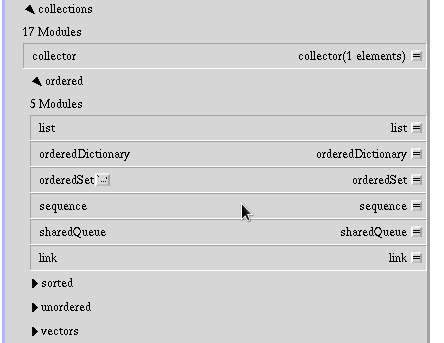 collections
17 Modules
collector collector(1 elements)
ordered
5 Modules
list list
orderedDictionary orderedDictionary
orderedSet orderedSet
sequence sequence
sharedQueue sharedQueue
link link
sorted
unordered
vectors